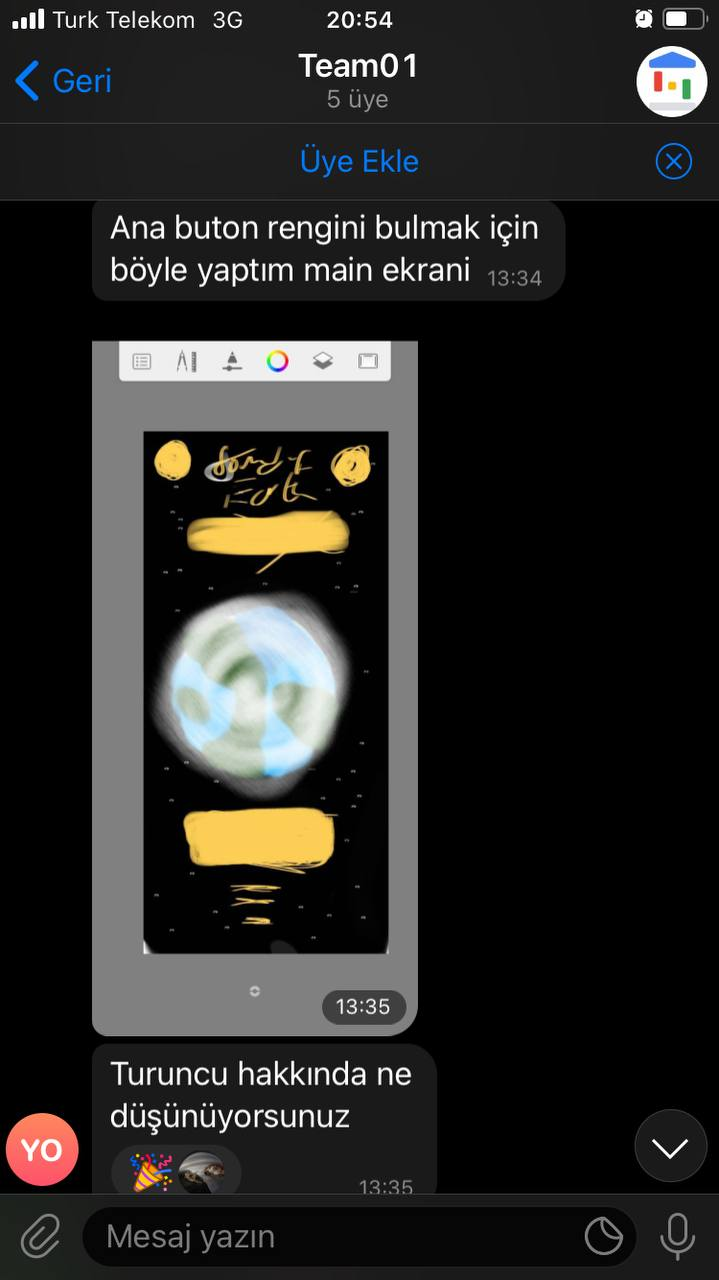 Turk Telekom 3G 20:54
Geri
Team01
5 üye
Üye Ekle
Ana buton rengini bulmak için
böyle yaptım main ekrani 13:34
13:35
Turuncu hakkında ne
düşünüyorsunuz
YO
13:35
Mesaj yazın